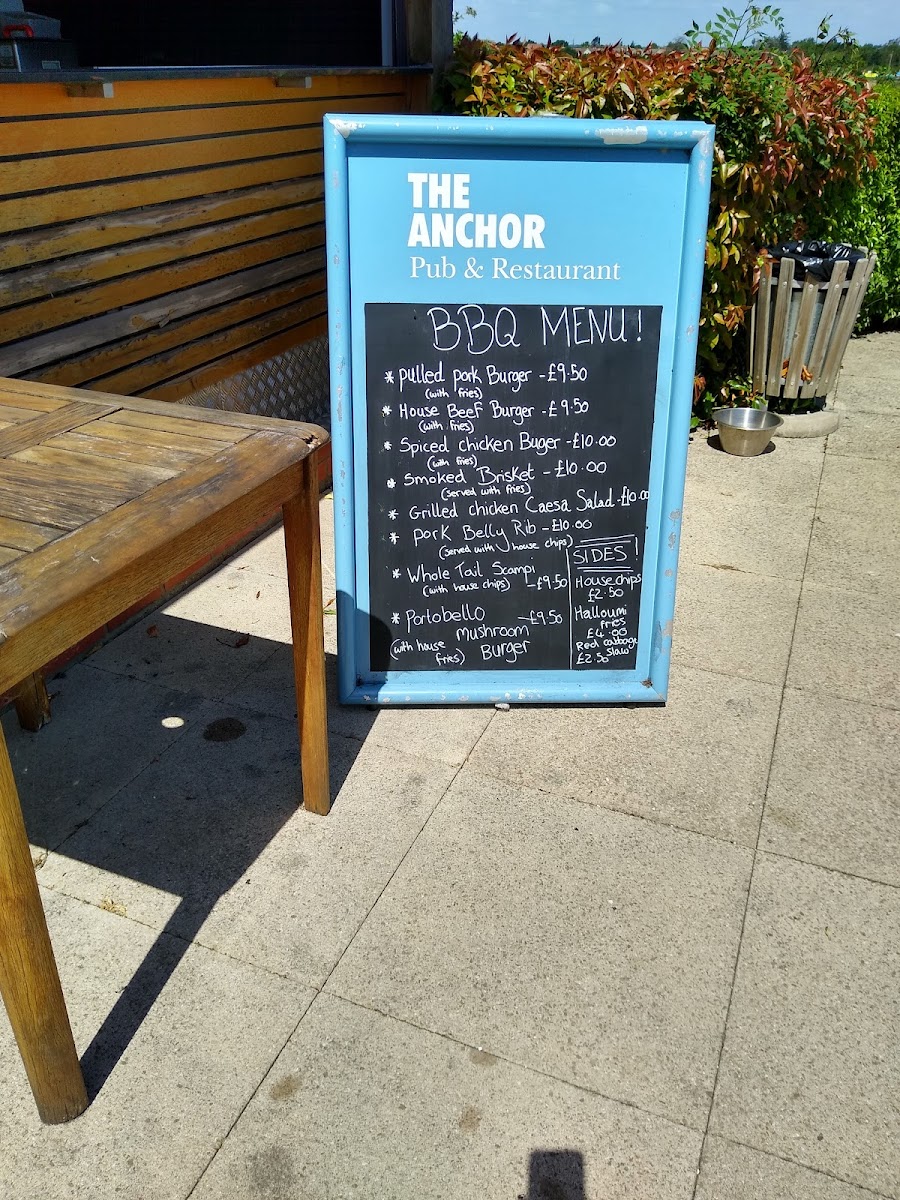 THE
ANCHOR
Pub & Restaurant
BBQ MENU!
* Pulled pork Burger - £9.50
(with fries)
* House Beef Burger - £9.50
(with fries)
* Spiced chicken Buger - £10.00
(with fries)
* Smoked Brisket - £10.00
(served with fries)
* Grilled chicken Caesa Salad - £10.00
* Pork Belly Rib - £10.00
(served with house chips)
* Whole Tail Scampi
(with house chips) - £9.50
* Portobello - £9.50
Mushroom
(with house fries) Burger
SIDES!
House chips
£2.50
Halloumi
fries
£4.00
Red cabbage
slaw
£2.50